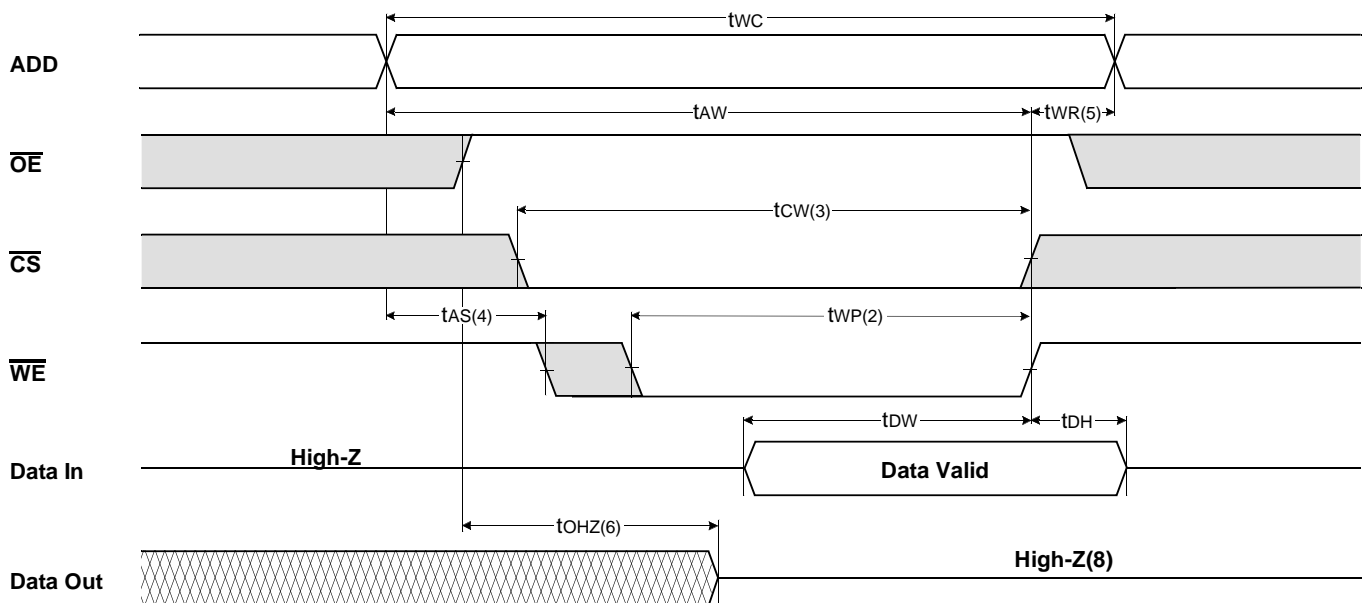 tWC
ADD
tAW
tWR(5)
OE
tCW(3)
CS
tAS(4)
tWP(2)
WE
tDW
tDH
High-Z
Data In
Data Valid
tOHZ(6)
High-Z(8)
Data Out